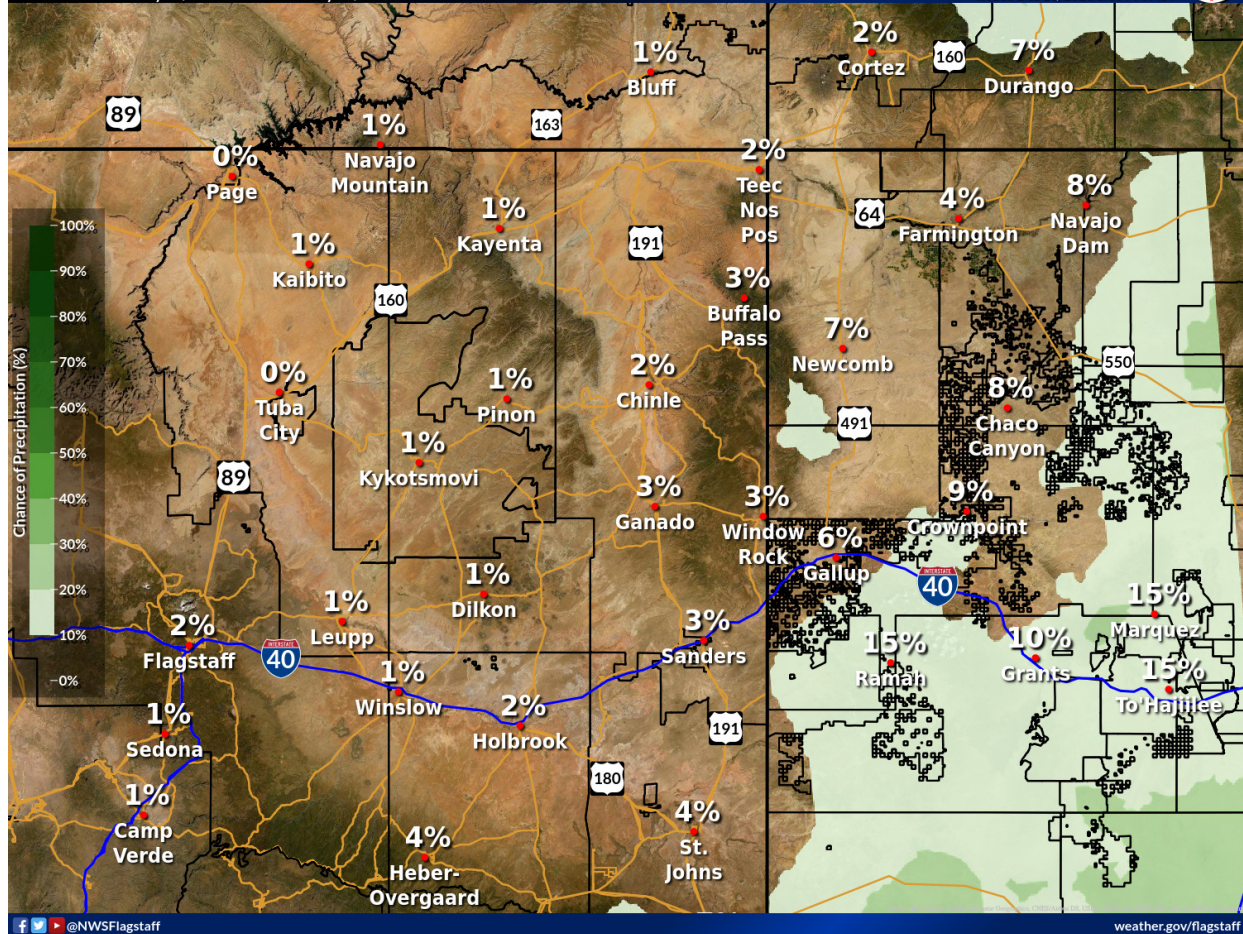 2%
Cortez
160
7%
Durango
1%
Bluff
89
163
1%
Navajo
Mountain
0%
Page
2%
Teec
Nos
Pos
64
4%
Farmington
8%
Navajo
Dam
1%
Kayenta
191
1%
Kaibito
160
3%
Buffalo
Pass
7%
Newcomb
550
Chance of Precipitation (%)
100%
90%
80%
70%
60%
50%
40%
30%
20%
10%
0%
0%
Tuba
City
1%
Pinon
2%
Chinle
8%
Chaco
Canyon
491
1%
Kykotsmovi
89
3%
Ganado
3%
Window
Rock
9%
Crownpoint
6%
Gallup
INTERSTATE
40
1%
Dilkon
1%
Leupp
2%
Flagstaff
INTERSTATE
40
3%
Sanders
15%
Ramah
10%
Grants
15%
Marquez
15%
To'Hajiilee
1%
Winslow
2%
Holbrook
191
1%
Sedona
180
1%
Camp
Verde
4%
Heber-
Overgaard
4%
St.
Johns
@NWSFlagstaff
weather.gov/flagstaff